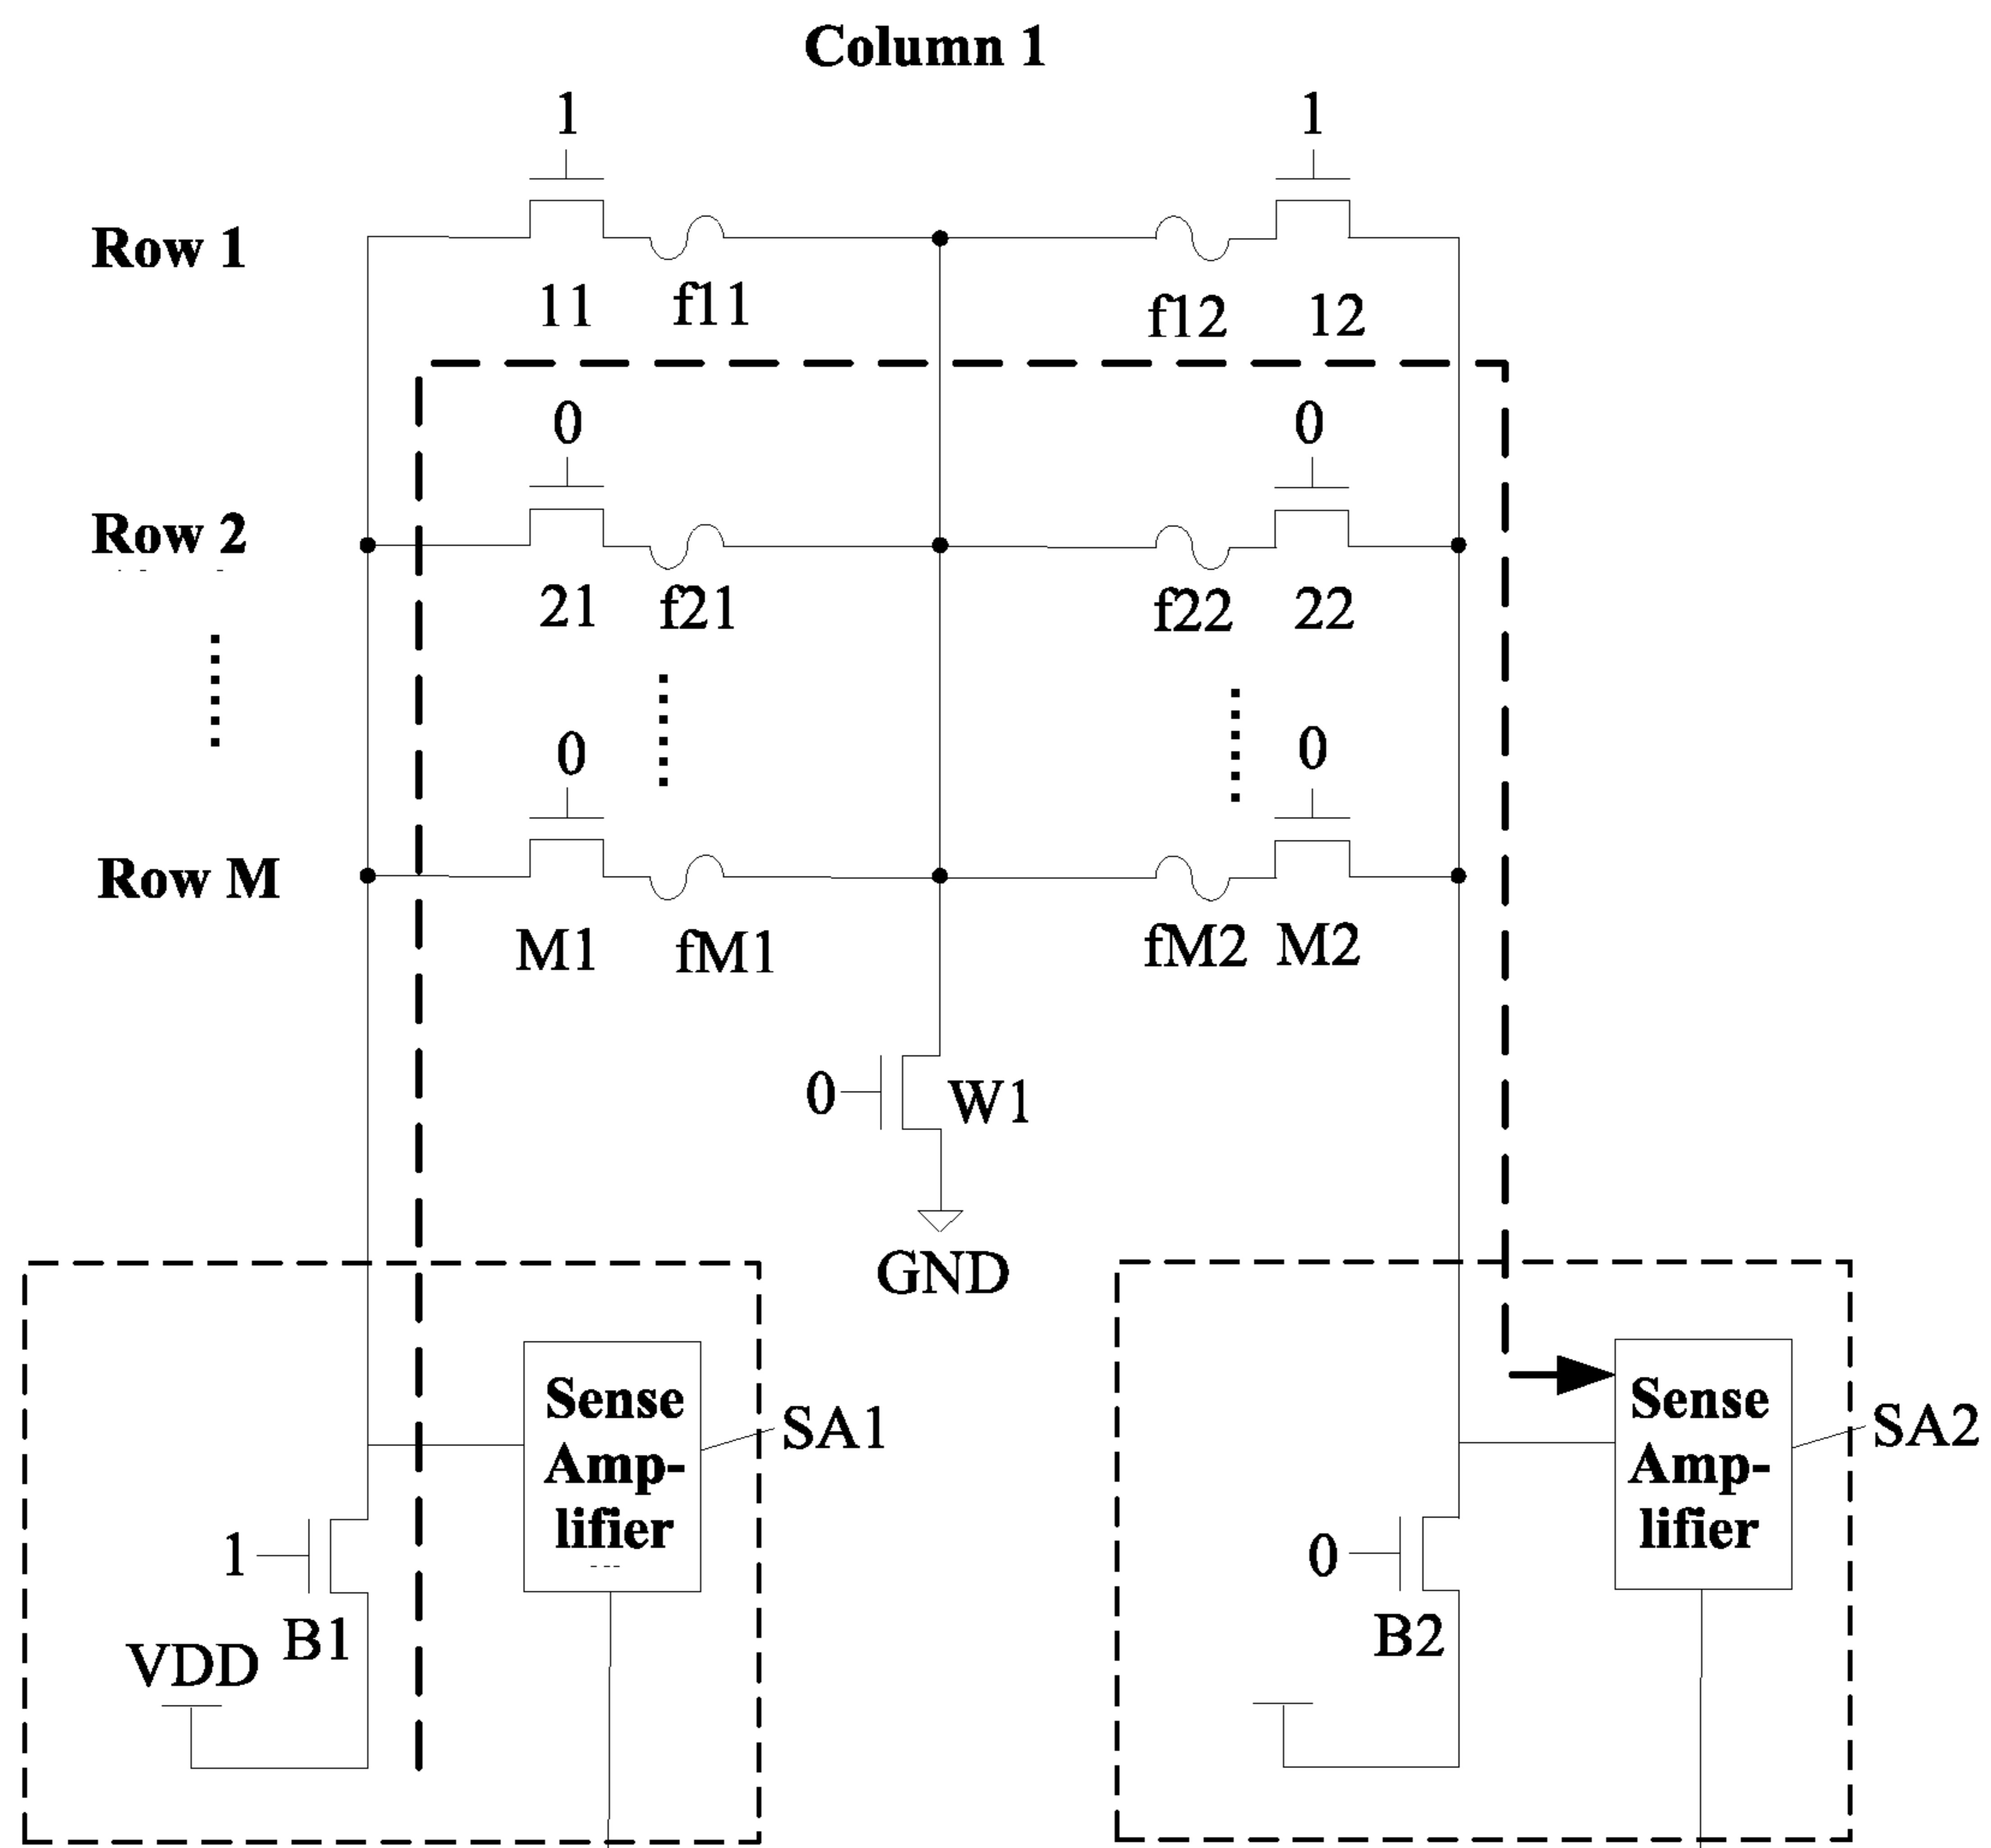 Column 1
1 1
Row 1
11 f11 f12 12
0 0
Row 2
21 f21 f22 22
0 0
Row M
M1 fM1 fM2 M2
0 W1
GND
Sense
Amp-
lifier
SA1
Sense
Amp-
lifier
SA2
1
B1
VDD
0
B2